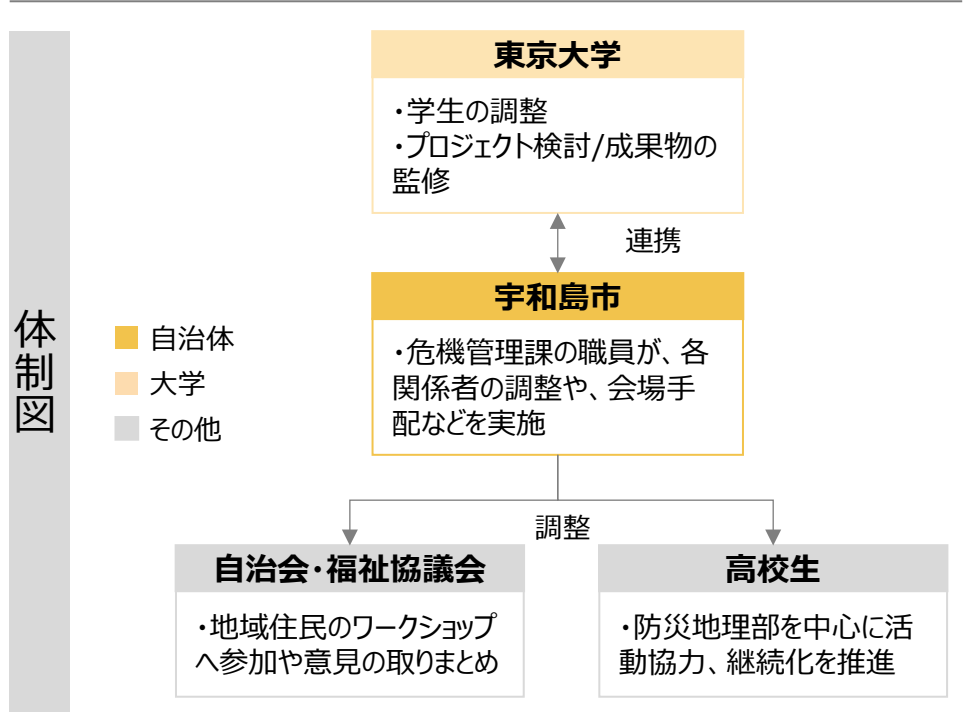 体制図
自治体
大学
その他
東京大学
・学生の調整
・プロジェクト検討/成果物の
監修
連携
宇和島市
・危機管理課の職員が、各
関係者の調整や、会場手
配などを実施
調整
自治会・福祉協議会
・地域住民のワークショップ
へ参加や意見の取りまとめ
高校生
・防災地理部を中心に活
動協力、継続化を推進